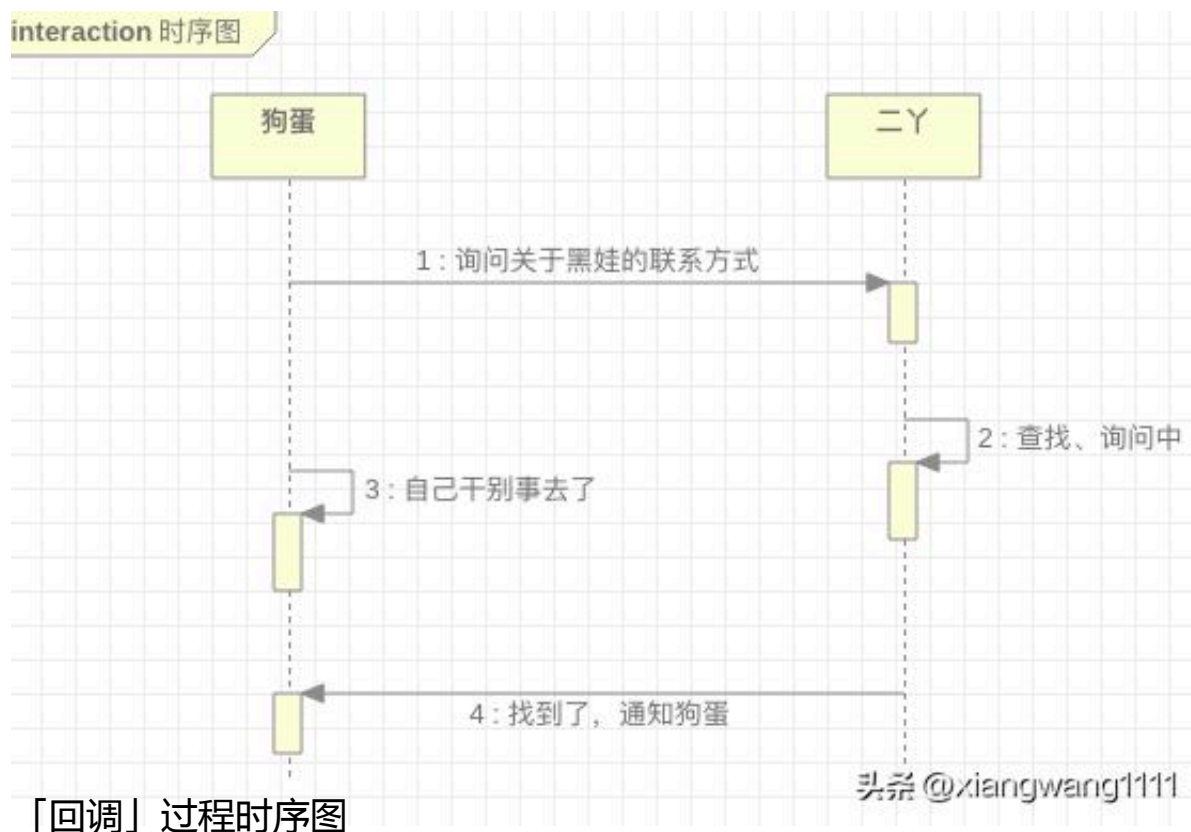 interaction 时序图
狗蛋
二丫
1 : 询问关于黑娃的联系方式
2 : 查找、询问中
3 : 自己干别事去了
4 : 找到了，通知狗蛋
头条 @xiangwang1111
「回调」过程时序图